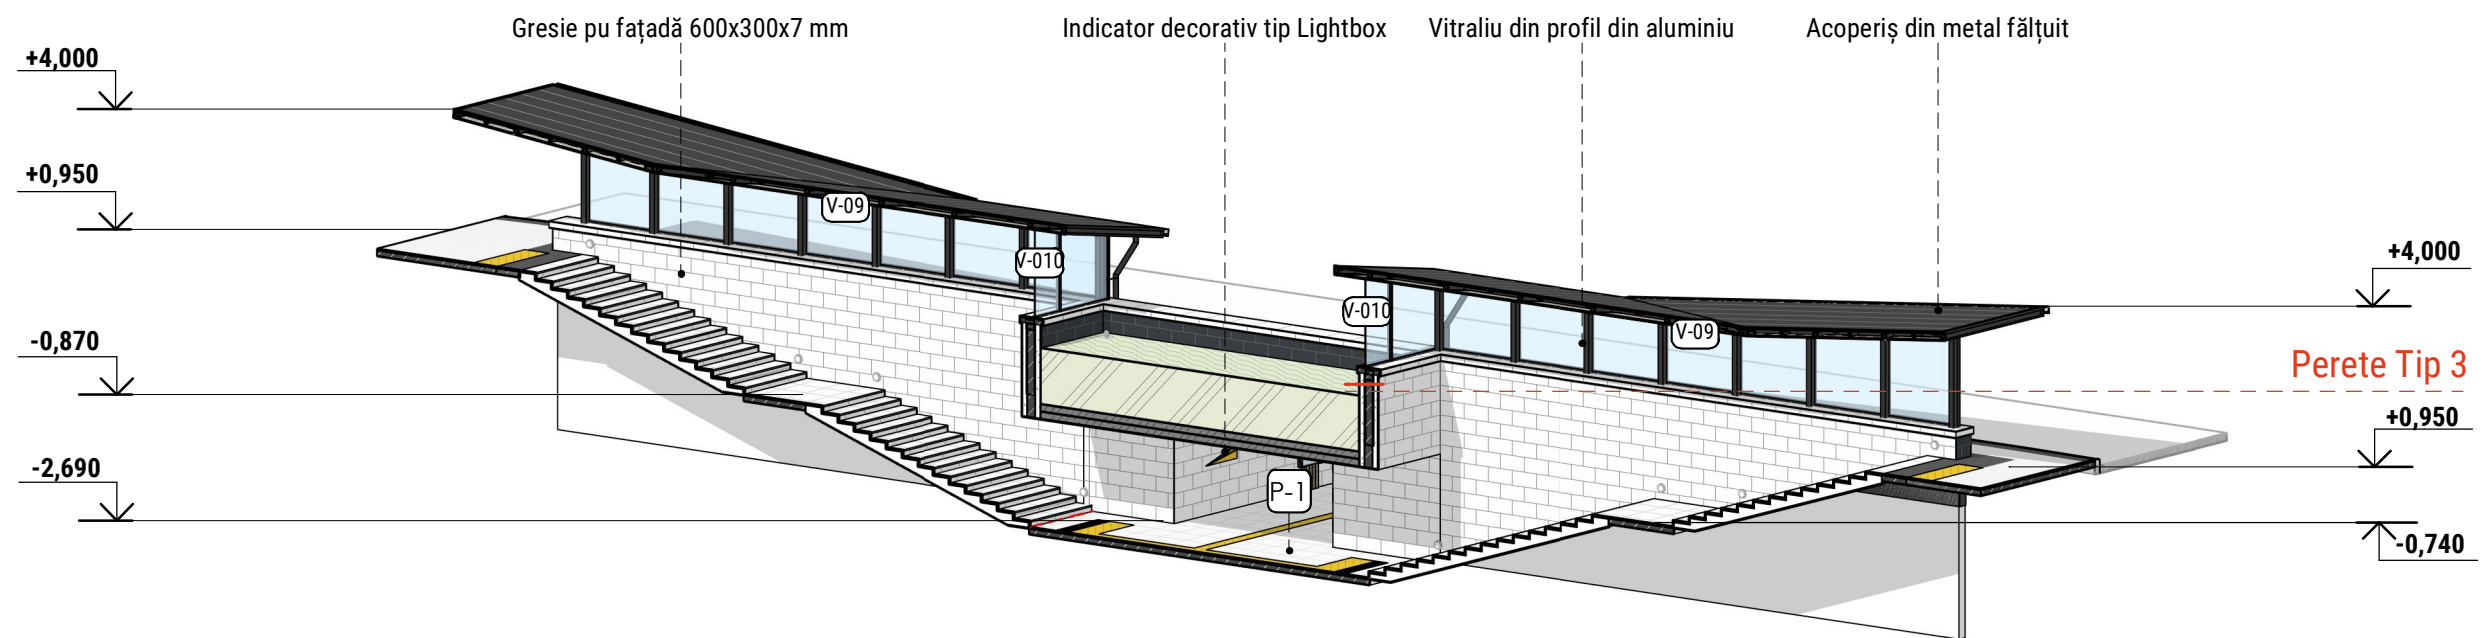 Gresie pu fațadă 600x300x7 mm
Indicator decorativ tip Lightbox
Vitraliu din profil din aluminiu
Acoperiș din metal fălțuit
+4,000
+0,950
-0,870
-2,690
V-09
V-010
V-010
V-09
P-1
+4,000
Perete Tip 3
+0,950
-0,740